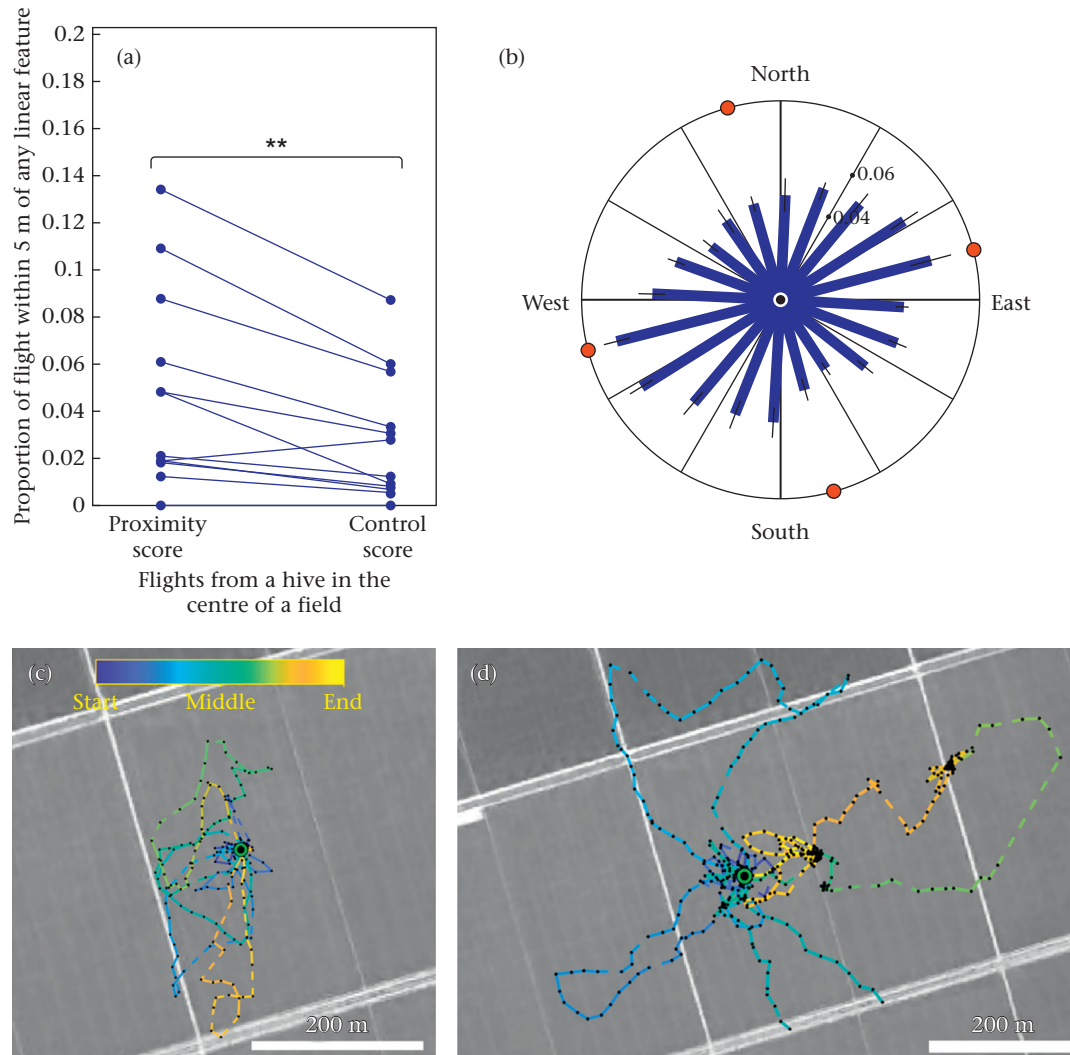 (a)
0.2
0.18
0.16
0.14
0.12
0.1
0.08
0.06
0.04
0.02
0
Proportion of flight within 5 m of any linear feature
**
Proximity
score
Control
score
Flights from a hive in the
centre of a field
(b)
North
0.06
0.04
West
East
South
(c)
Start
Middle
End
200 m
(d)
200 m